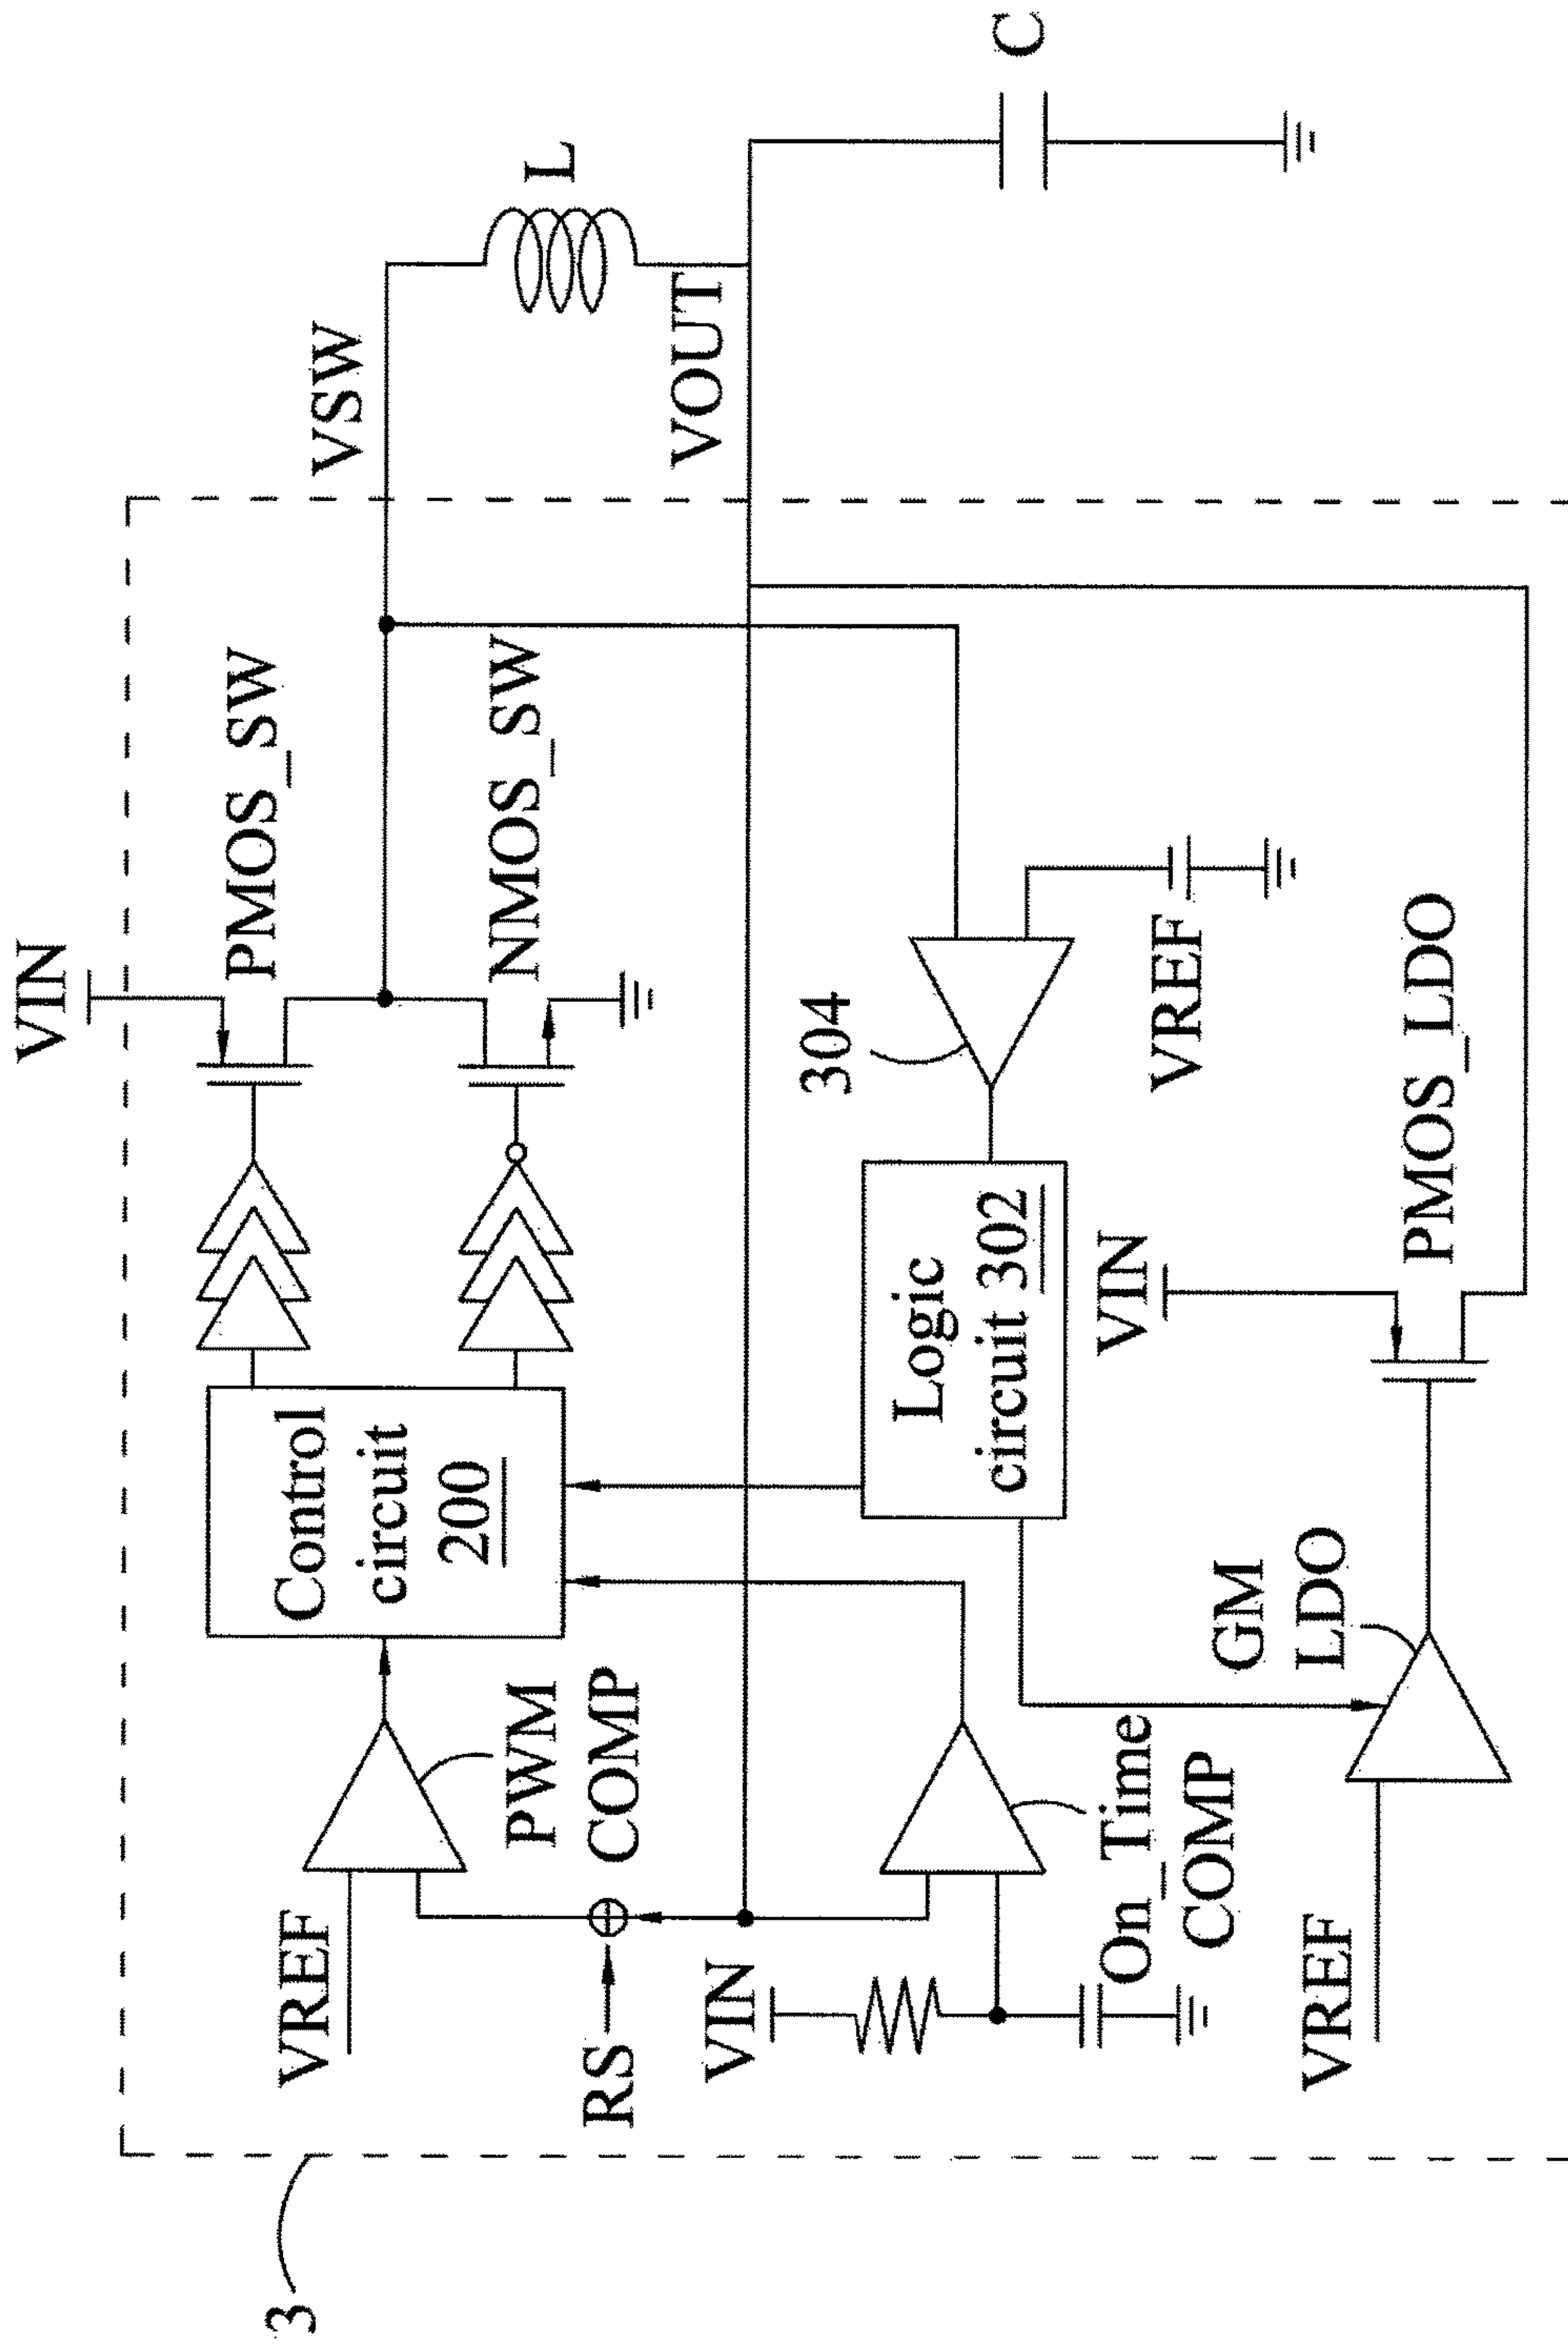 VIN
PMOS_SW
VSW
L
C
Control
circuit
200
NMOS_SW
VREF
PWM
COMP
RS
VOUT
VIN
304
Logic
circuit 302
VREF
On_Time
COMP
VIN
GM
LDO
PMOS_LDO
VREF
3